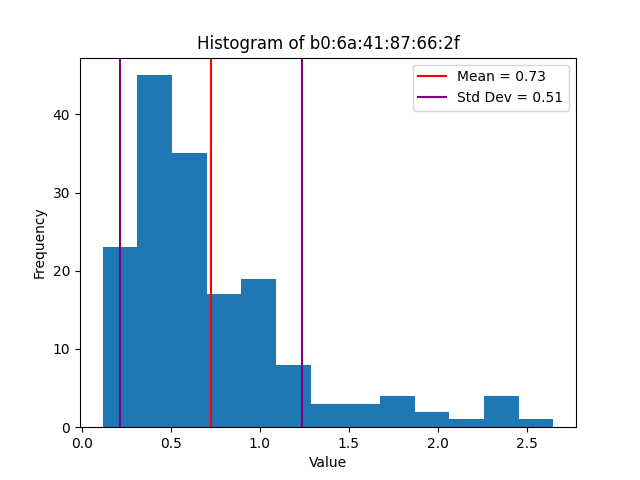 Histogram of b0:6a:41:87:66:2f
Mean = 0.73
Std Dev = 0.51
Frequency
40
30
20
10
0
0.0 0.5 1.0 1.5 2.0 2.5
Value